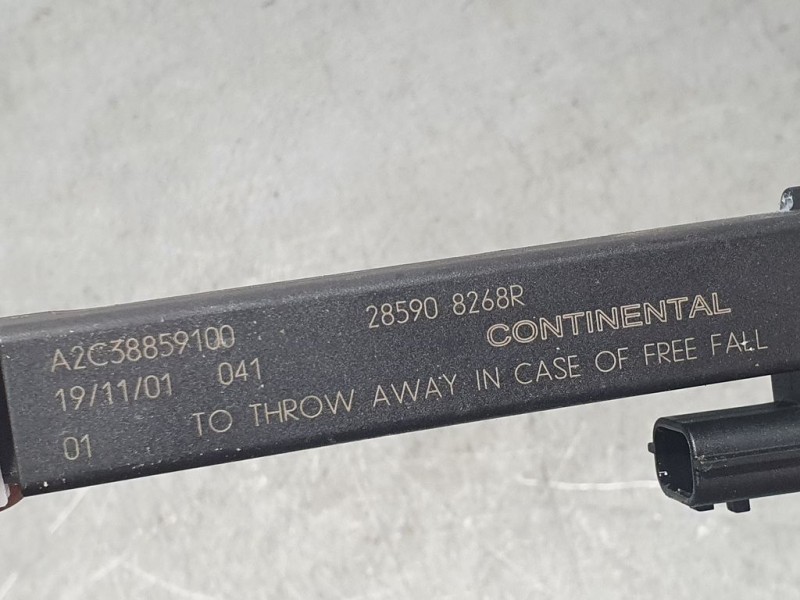 A2C38859100
28590 8268R
19/11/01 041
CONTINENTAL
01
TO THROW AWAY IN CASE OF FREE FALL